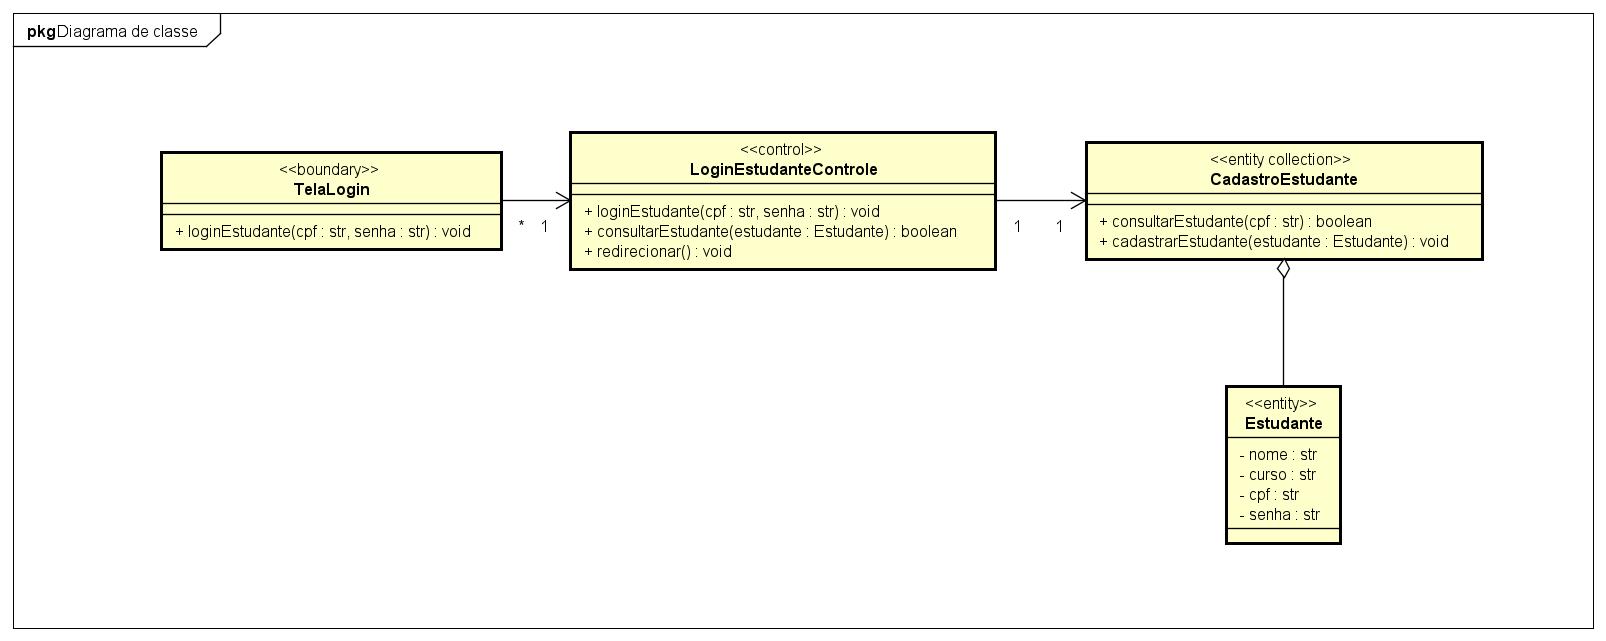 pkg Diagrama de classe
<<boundary>>
TelaLogin
+ loginEstudante(cpf : str, senha : str) : void
* 1
<<control>>
LoginEstudanteControle
+ loginEstudante(cpf : str, senha : str) : void
+ consultarEstudante(estudante : Estudante) : boolean
+ redirecionar() : void
1 1
<<entity collection>>
CadastroEstudante
+ consultarEstudante(cpf : str) : boolean
+ cadastrarEstudante(estudante : Estudante) : void
<<entity>>
Estudante
- nome : str
- curso : str
- cpf : str
- senha : str